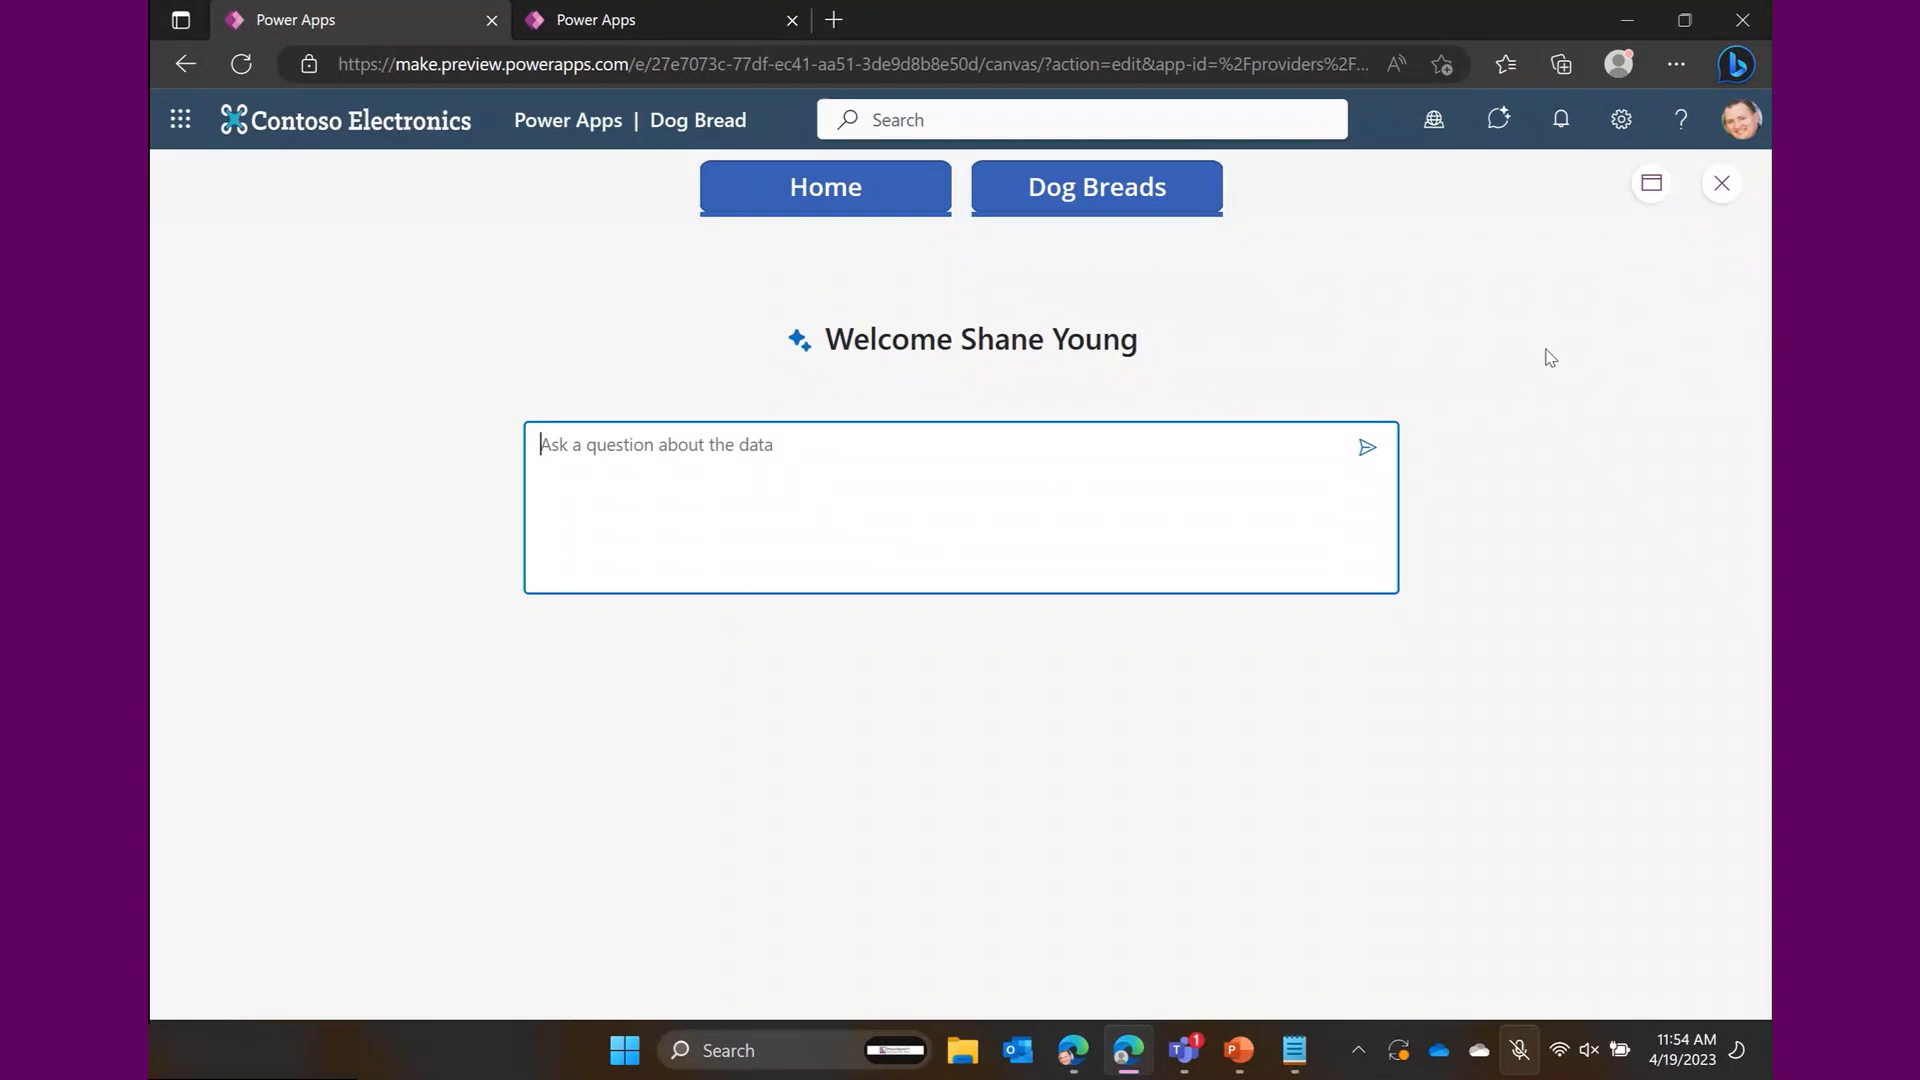 Power Apps
Power Apps
https://make.preview.powerapps.com/e/27e7073c-77df-ec41-aa51-3de9d8b8e50d/canvas/?action=edit&app-id=%2Fproviders%2F...
Contoso Electronics
Power Apps | Dog Bread
Search
Home
Dog Breads
Welcome Shane Young
Ask a question about the data
Search
1
11:54 AM
4/19/2023